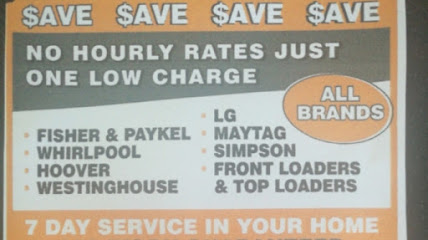 $AVE $AVE $AVE $AVE
NO HOURLY RATES JUST
ONE LOW CHARGE
ALL
BRANDS
• FISHER & PAYKEL
• WHIRLPOOL
• HOOVER
• WESTINGHOUSE
• LG
• MAYTAG
• SIMPSON
• FRONT LOADERS
& TOP LOADERS
7 DAY SERVICE IN YOUR HOME